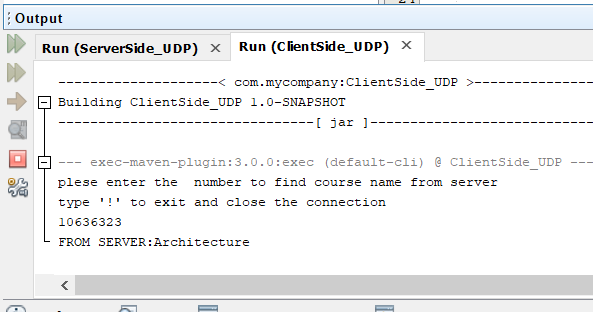 Output
Run (ServerSide_UDP) × Run (ClientSide_UDP) ×
--------------------< com.mycompany:ClientSide_UDP >---------------
Building ClientSide_UDP 1.0-SNAPSHOT
--------------------------------[ jar ]----------------------------
--- exec-maven-plugin:3.0.0:exec (default-cli) @ ClientSide_UDP ---
plese enter the  number to find course name from server
type '!' to exit and close the connection
10636323
FROM SERVER:Architecture